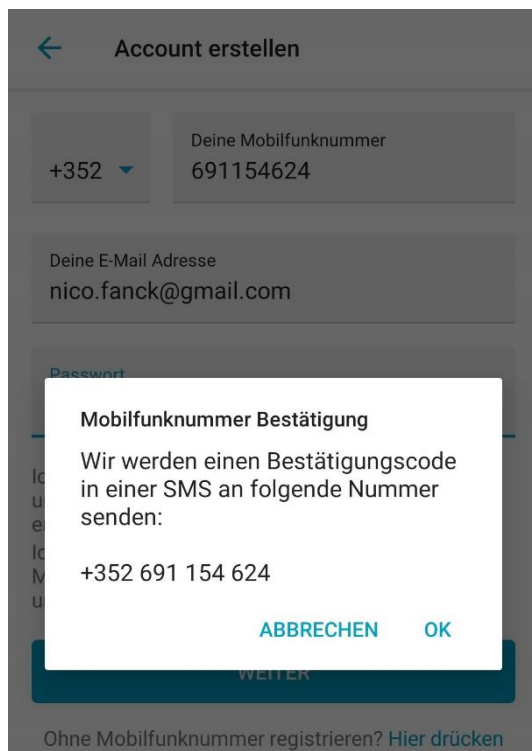 Account erstellen
Deine Mobilfunknummer
+352 691154624
Deine E-Mail Adresse
nico.fanck@gmail.com
Passwort
Mobilfunknummer Bestätigung
Wir werden einen Bestätigungscode
in einer SMS an folgende Nummer
senden:
+352 691 154 624
ABBRECHEN OK
WEITER
Ohne Mobilfunknummer registrieren? Hier drücken